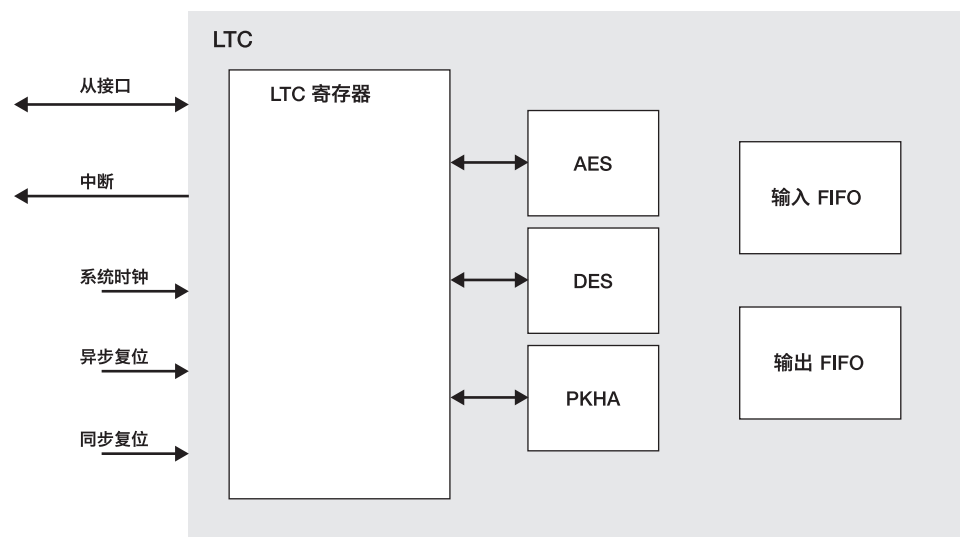 LTC
LTC 寄存器
从接口
中断
系统时钟
异步复位
同步复位
AES
DES
PKHA
输入 FIFO
输出 FIFO